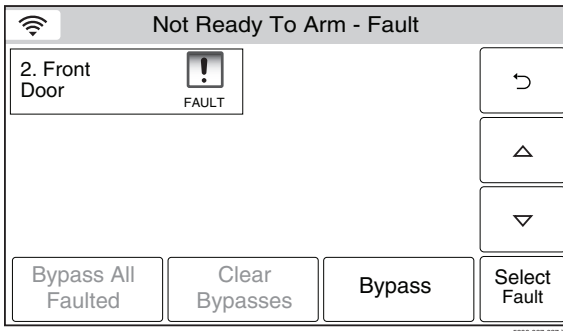 Not Ready To Arm - Fault
2. Front
Door
FAULT
Bypass All
Faulted
Clear
Bypasses
Bypass
Select
Fault